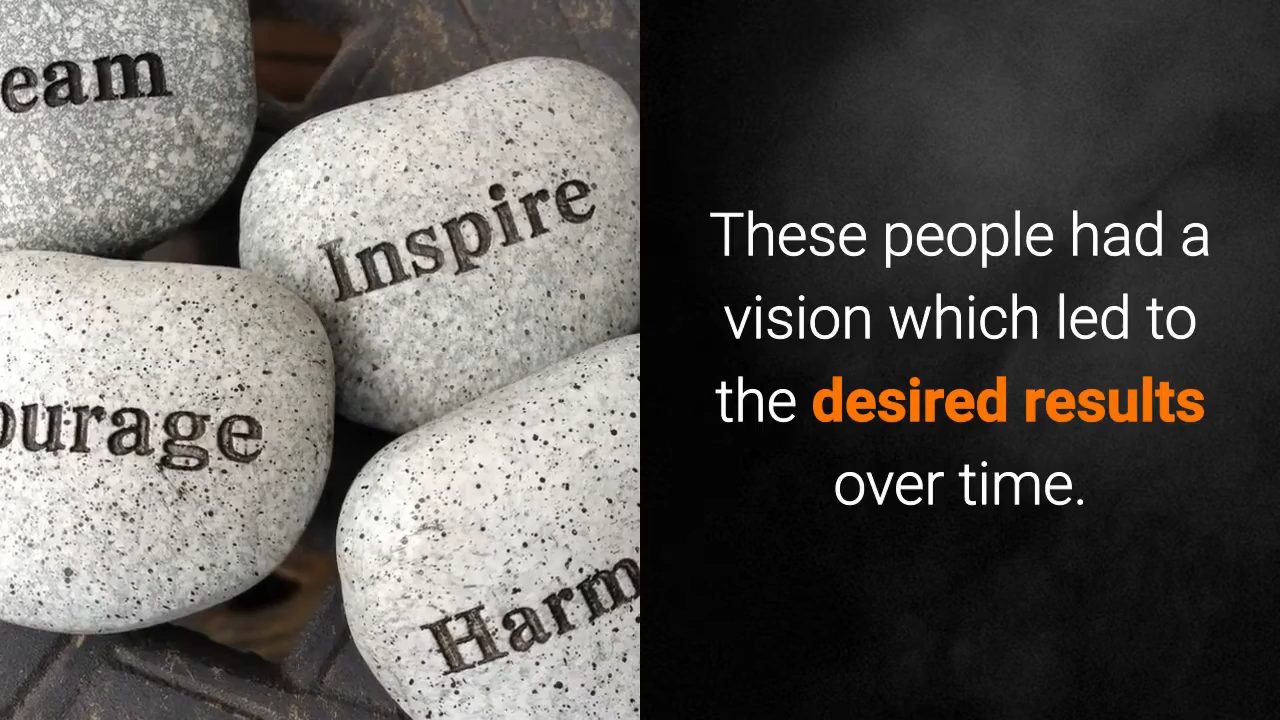 eam
Inspire
ourage
Harm
These people had a
vision which led to
the desired results
over time.